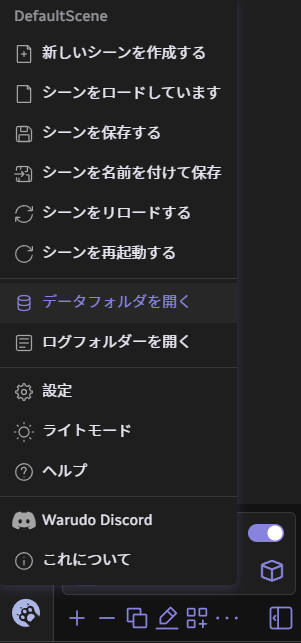 DefaultScene
新しいシーンを作成する
シーンをロードしています
シーンを保存する
シーンを名前を付けて保存
シーンをリロードする
シーンを再起動する
データフォルダを開く
ログフォルダーを開く
設定
ライトモード
ヘルプ
Warudo Discord
これについて